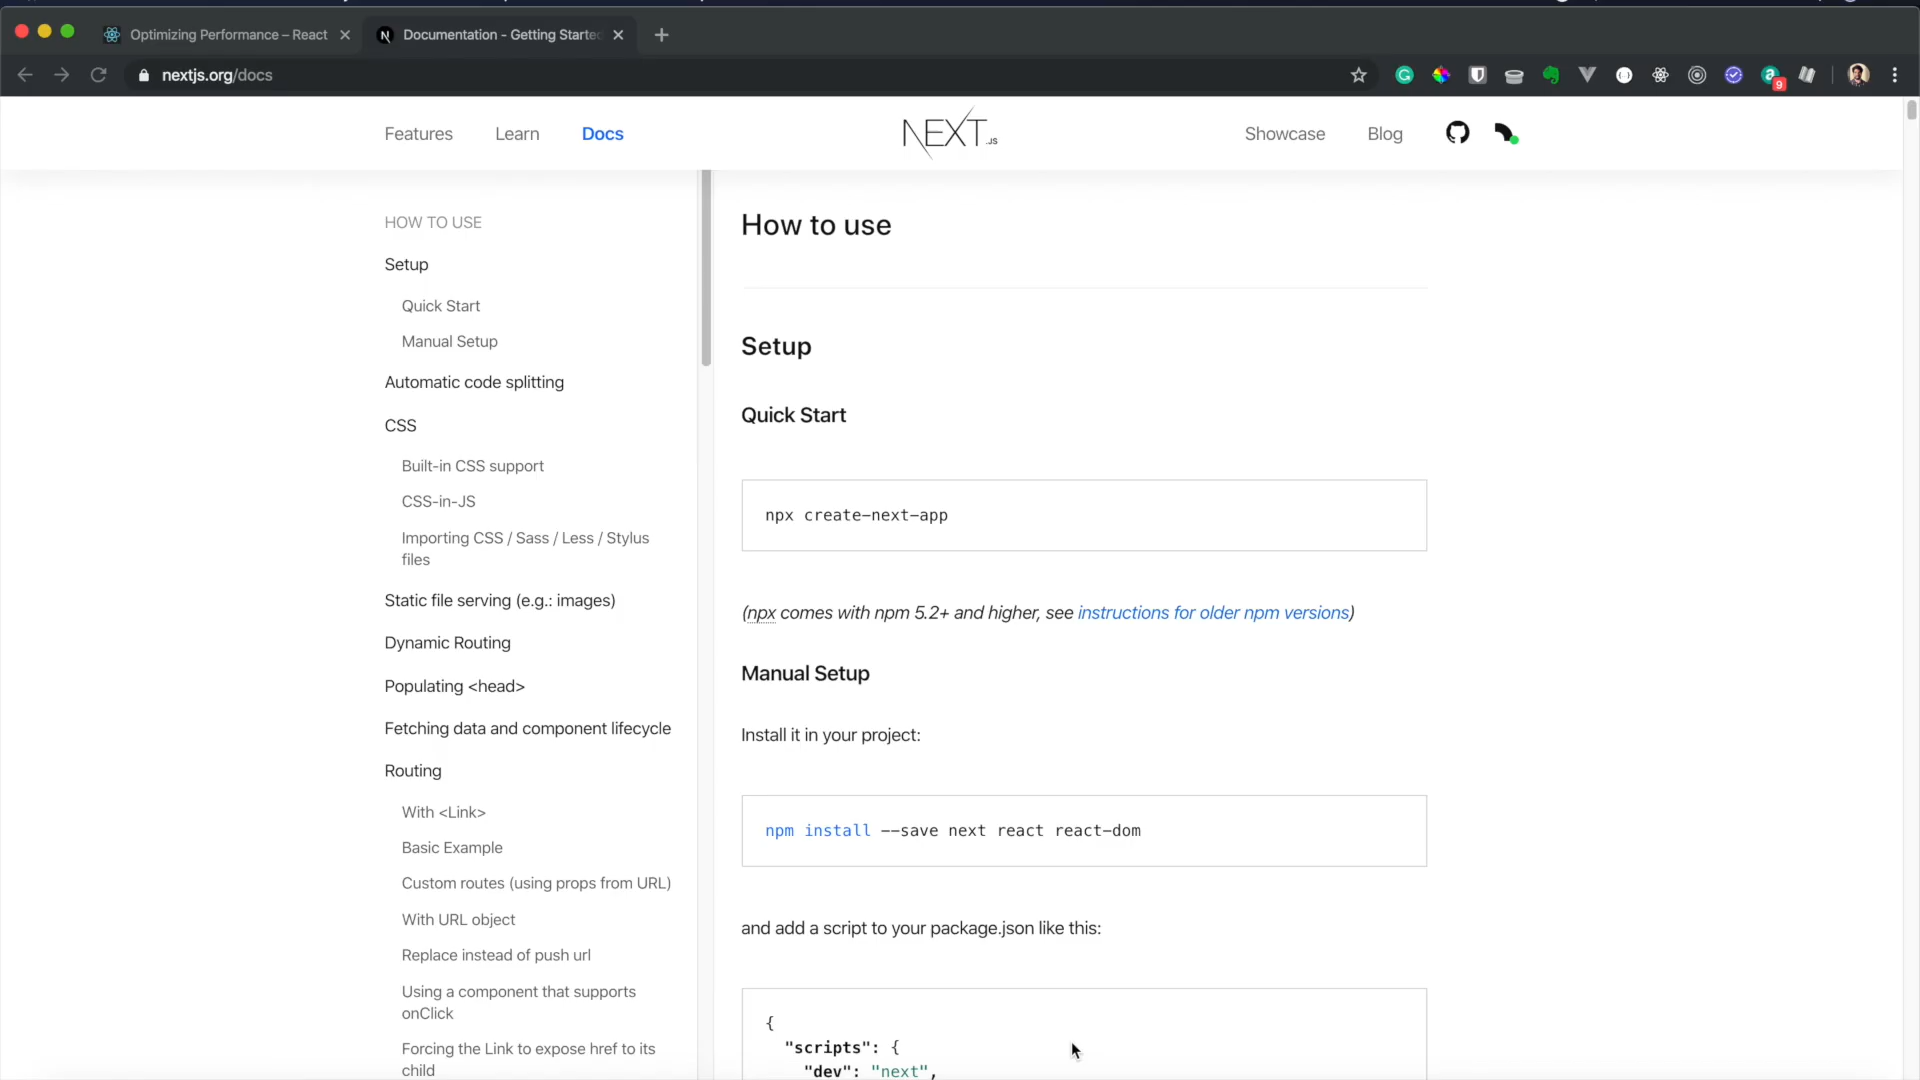 Optimizing Performance – React
Documentation - Getting Starte
nextjs.org/docs
9
Features
Learn
Docs
NEXT.JS
Showcase
Blog
HOW TO USE
Setup
Quick Start
Manual Setup
Automatic code splitting
CSS
Built-in CSS support
CSS-in-JS
Importing CSS / Sass / Less / Stylus
files
Static file serving (e.g.: images)
Dynamic Routing
Populating <head>
Fetching data and component lifecycle
Routing
With <Link>
Basic Example
Custom routes (using props from URL)
With URL object
Replace instead of push url
Using a component that supports
onClick
Forcing the Link to expose href to its
child
How to use
Setup
Quick Start
npx create-next-app
(npx comes with npm 5.2+ and higher, see instructions for older npm versions)
Manual Setup
Install it in your project:
npm install --save next react react-dom
and add a script to your package.json like this:
{
"scripts": {
"dev": "next",